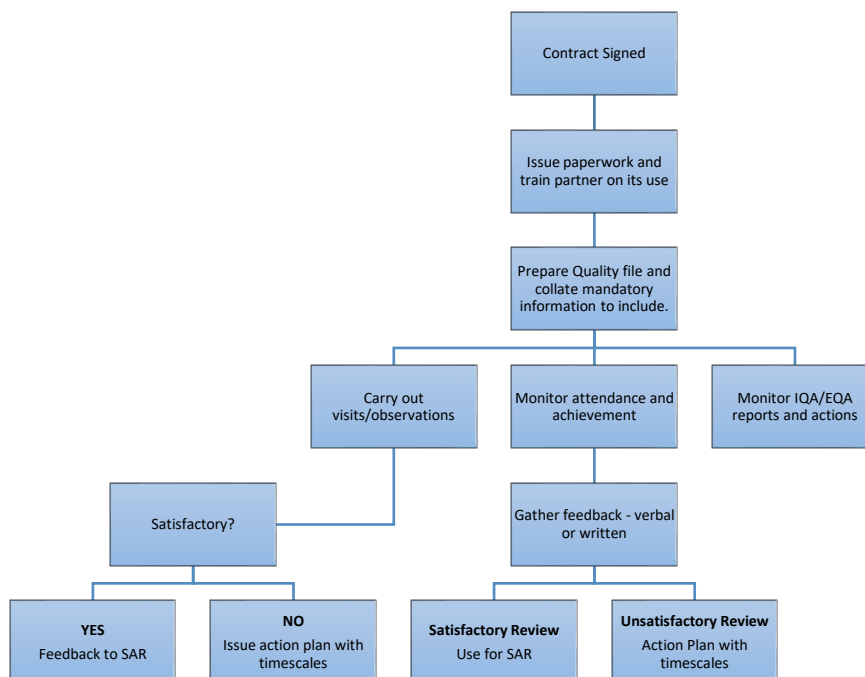 Contract Signed
Issue paperwork and
train partner on its use
Prepare Quality file and
collate mandatory
information to include.
Carry out
visits/observations
Monitor attendance and
achievement
Monitor IQA/EQA
reports and actions
Satisfactory?
Gather feedback - verbal
or written
YES
Feedback to SAR
NO
Issue action plan with
timescales
Satisfactory Review
Use for SAR
Unsatisfactory Review
Action Plan with
timescales